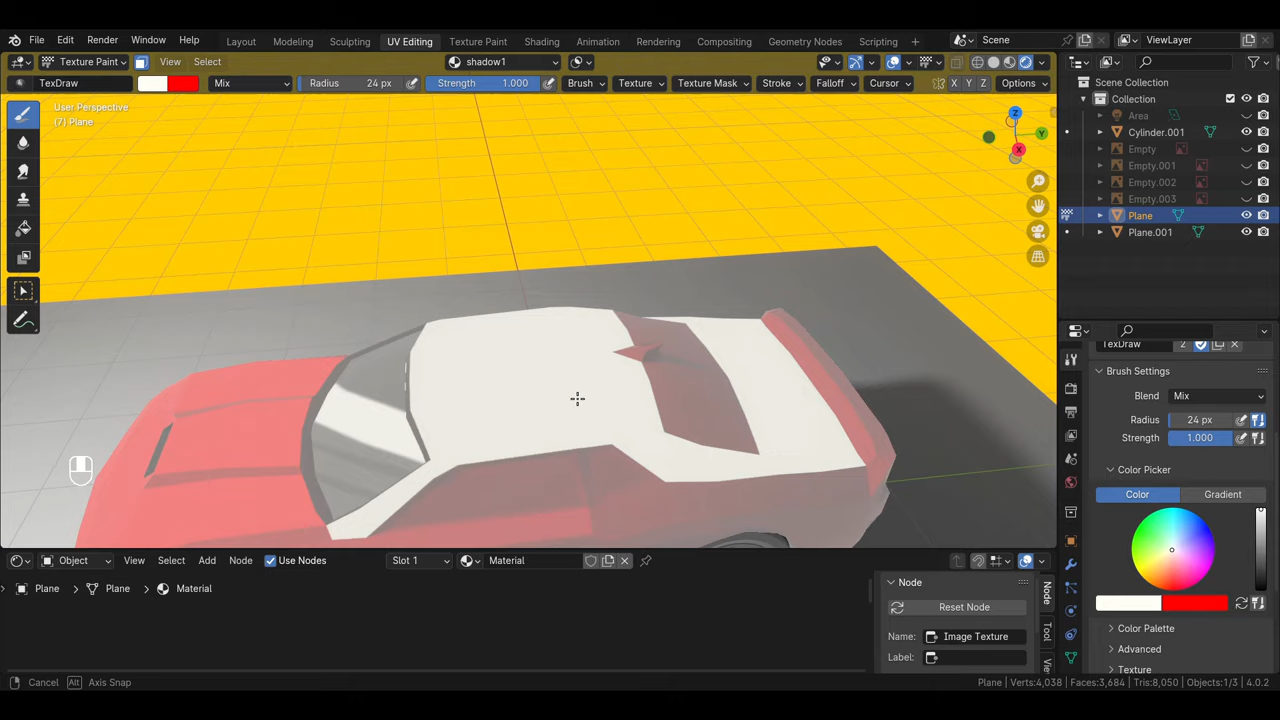 File Edit Render Window Help Layout Modeling Sculpting UV Editing Texture Paint Shading Animation Rendering Compositing Geometry Nodes Scripting + Scene ViewLayer
Texture Paint View Select shadow1
TexDraw Mix Radius 24 px Strength 1.000 Brush Texture Texture Mask Stroke Falloff Cursor X Y Z Options
User Perspective
(7) Plane
Z
Y
X
Scene Collection
Collection
Area
Cylinder.001
Empty
Empty.001
Empty.002
Empty.003
Plane
Plane.001
TexDraw 2
Brush Settings
Blend Mix
Radius 24 px
Strength 1.000
Color Picker
Color Gradient
Color Palette
Advanced
Texture
Object View Select Add Node Use Nodes Slot 1 Material
Plane > Plane > Material
Node
Reset Node
Name: Image Texture
Label:
Node
Tool
Cancel Alt Axis Snap
Plane | Verts:4,038 | Faces:3,684 | Tris:8,050 | Objects:1/3 | 4.0.2